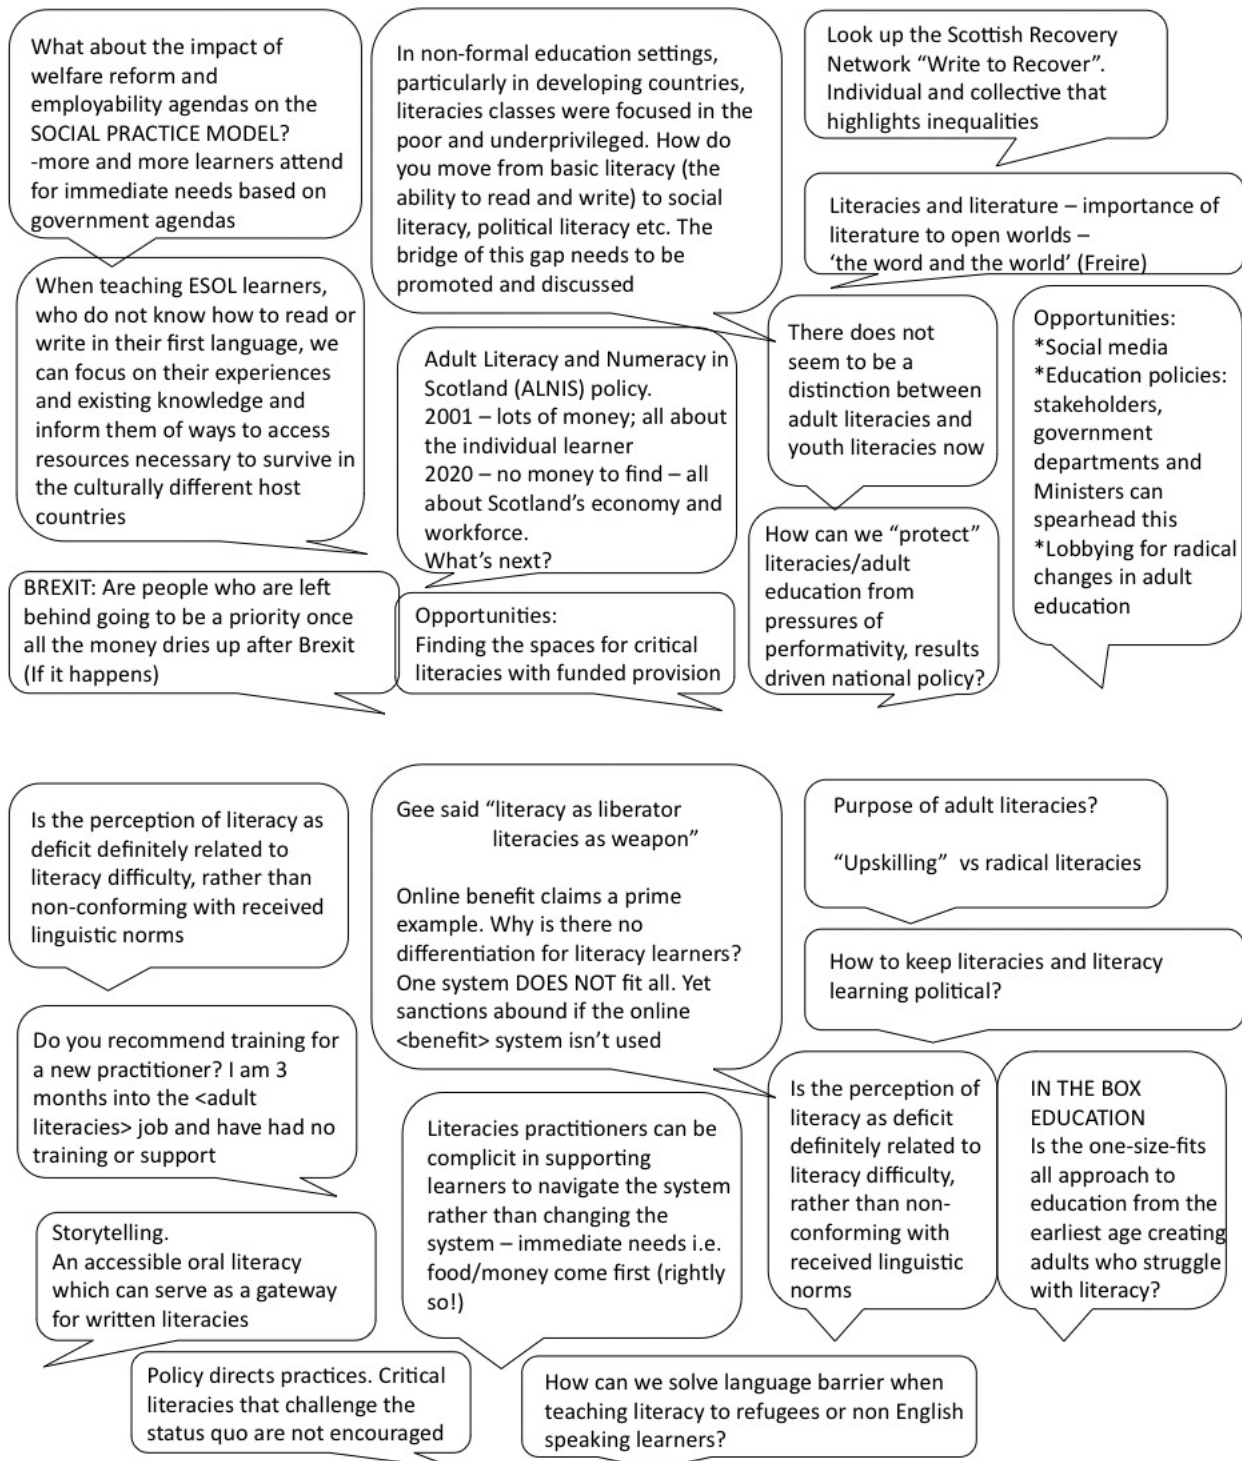 What about the impact of
welfare reform and
employability agendas on the
SOCIAL PRACTICE MODEL?
-more and more learners attend
for immediate needs based on
government agendas
In non-formal education settings,
particularly in developing countries,
literacies classes were focused in the
poor and underprivileged. How do
you move from basic literacy (the
ability to read and write) to social
literacy, political literacy etc. The
bridge of this gap needs to be
promoted and discussed
Look up the Scottish Recovery
Network “Write to Recover”.
Individual and collective that
highlights inequalities
Literacies and literature – importance of
literature to open worlds –
‘the word and the world’ (Freire)
When teaching ESOL learners,
who do not know how to read or
write in their first language, we
can focus on their experiences
and existing knowledge and
inform them of ways to access
resources necessary to survive in
the culturally different host
countries
Adult Literacy and Numeracy in
Scotland (ALNIS) policy.
2001 – lots of money; all about
the individual learner
2020 – no money to find – all
about Scotland’s economy and
workforce.
What’s next?
There does not
seem to be a
distinction between
adult literacies and
youth literacies now
Opportunities:
*Social media
*Education policies:
stakeholders,
government
departments and
Ministers can
spearhead this
*Lobbying for radical
changes in adult
education
BREXIT: Are people who are left
behind going to be a priority once
all the money dries up after Brexit
(If it happens)
Opportunities:
Finding the spaces for critical
literacies with funded provision
How can we “protect”
literacies/adult
education from
pressures of
performativity, results
driven national policy?
Is the perception of literacy as
deficit definitely related to
literacy difficulty, rather than
non-conforming with received
linguistic norms
Gee said “literacy as liberator
literacies as weapon”
Online benefit claims a prime
example. Why is there no
differentiation for literacy learners?
One system DOES NOT fit all. Yet
sanctions abound if the online
<benefit> system isn’t used
Purpose of adult literacies?
“Upskilling” vs radical literacies
How to keep literacies and literacy
learning political?
Do you recommend training for
a new practitioner? I am 3
months into the <adult
literacies> job and have had no
training or support
Literacies practitioners can be
complicit in supporting
learners to navigate the system
rather than changing the
system – immediate needs i.e.
food/money come first (rightly
so!)
Is the perception of
literacy as deficit
definitely related to
literacy difficulty,
rather than non-
conforming with
received linguistic
norms
IN THE BOX
EDUCATION
Is the one-size-fits
all approach to
education from the
earliest age creating
adults who struggle
with literacy?
Storytelling.
An accessible oral literacy
which can serve as a gateway
for written literacies
Policy directs practices. Critical
literacies that challenge the
status quo are not encouraged
How can we solve language barrier when
teaching literacy to refugees or non English
speaking learners?